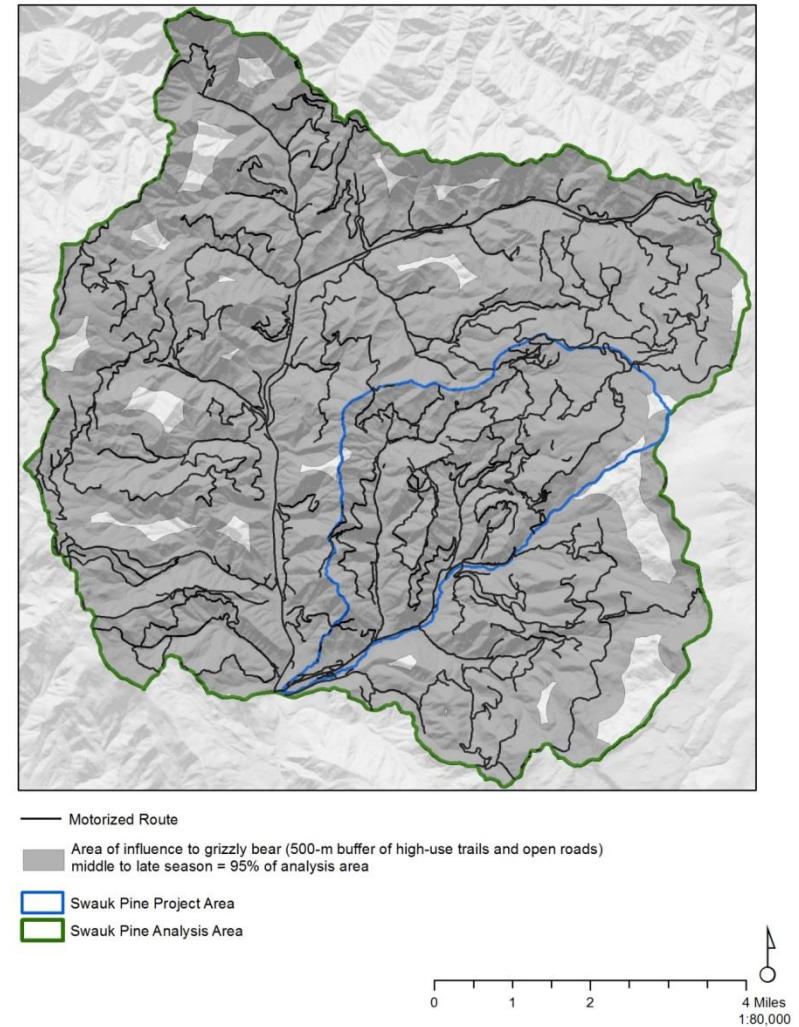 Motorized Route
Area of influence to grizzly bear (500-m buffer of high-use trails and open roads)
middle to late season = 95% of analysis area
Swauk Pine Project Area
Swauk Pine Analysis Area
0 1 2 4 Miles
1:80,000